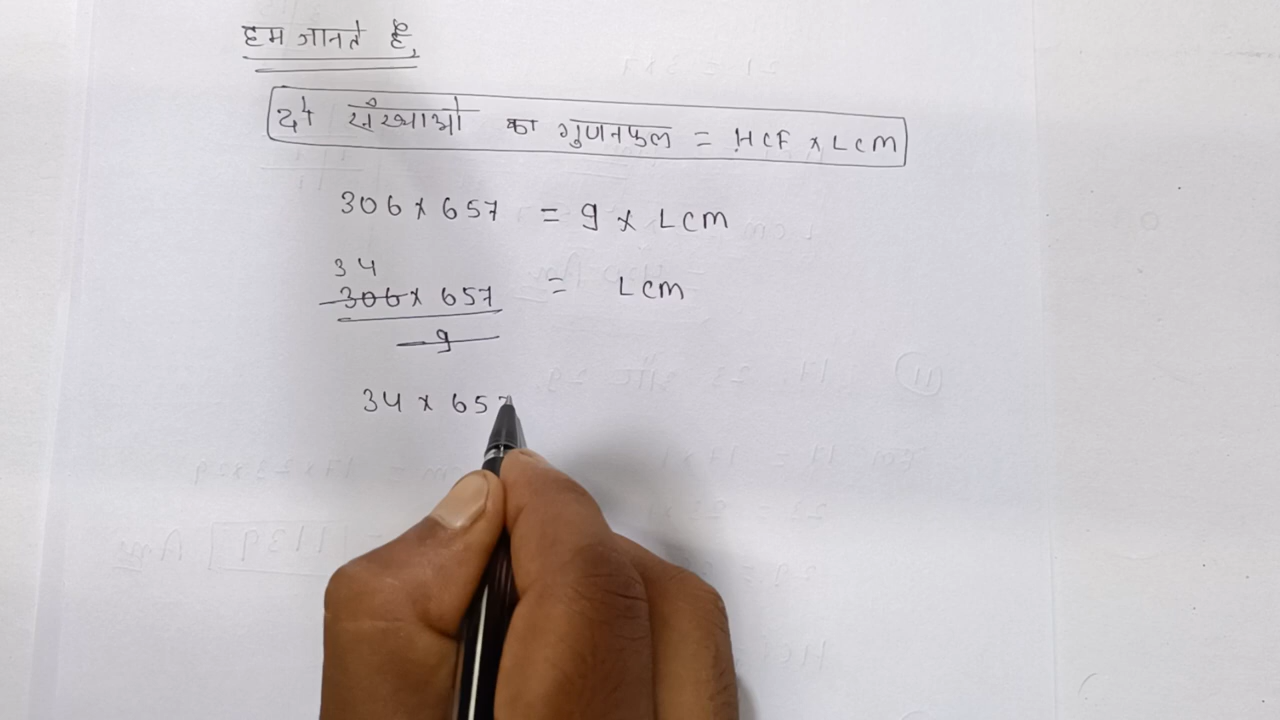 हम जानते है,
दो संख्याओं का गुणनफल = HCF × LCM
306 × 657 = 9 × LCM
34
306 × 657 = LCM
9
34 × 657